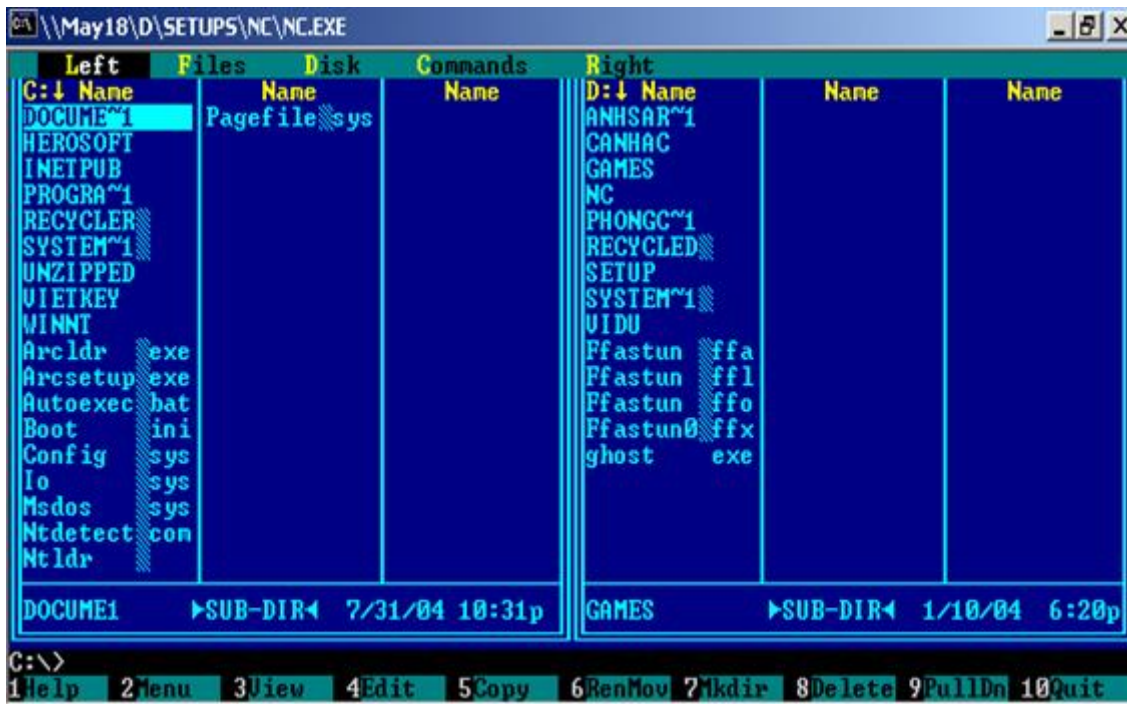 \\May18\D\SETUPS\NC\NC.EXE
Left Files Disk Commands Right
C:↓ Name Name Name D:↓ Name Name Name
DOCUME~1 Pagefile░sys ANHSAR~1
HEROSOFT CANHAC
INETPUB GAMES
PROGRA~1 NC
RECYCLER░ PHONGC~1
SYSTEM~1░ RECYCLED░
UNZIPPED SETUP
VIETKEY SYSTEM~1░
WINNT VIDU
Arcldr ░exe Ffastun ░ffa
Arcsetup░exe Ffastun ░ffl
Autoexec░bat Ffastun ░ffo
Boot ░ini Ffastun0░ffx
Config ░sys ghost exe
Io ░sys
Msdos ░sys
Ntdetect░com
Ntldr ░
DOCUME1 ►SUB-DIR◄ 7/31/04 10:31p GAMES ►SUB-DIR◄ 1/10/04 6:20p
C:\>
1Help 2Menu 3View 4Edit 5Copy 6RenMov 7Mkdir 8Delete 9PullDn 10Quit